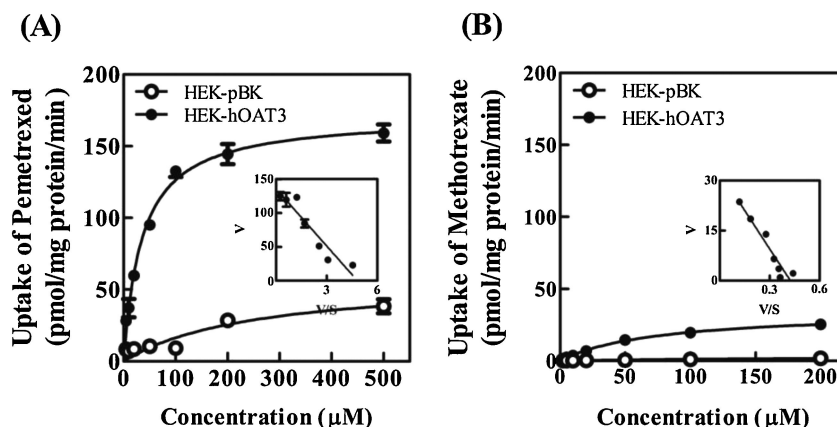 (A)
Uptake of Pemetrexed
(pmol/mg protein/min)
200
150
100
50
0
HEK-pBK
HEK-hOAT3
V
150
100
50
0
3
6
V/S
0
100
200
300
400
500
Concentration (µM)
(B)
Uptake of Methotrexate
(pmol/mg protein/min)
200
150
100
50
0
HEK-pBK
HEK-hOAT3
V
30
15
0
0.3
0.6
V/S
0
50
100
150
200
Concentration (µM)